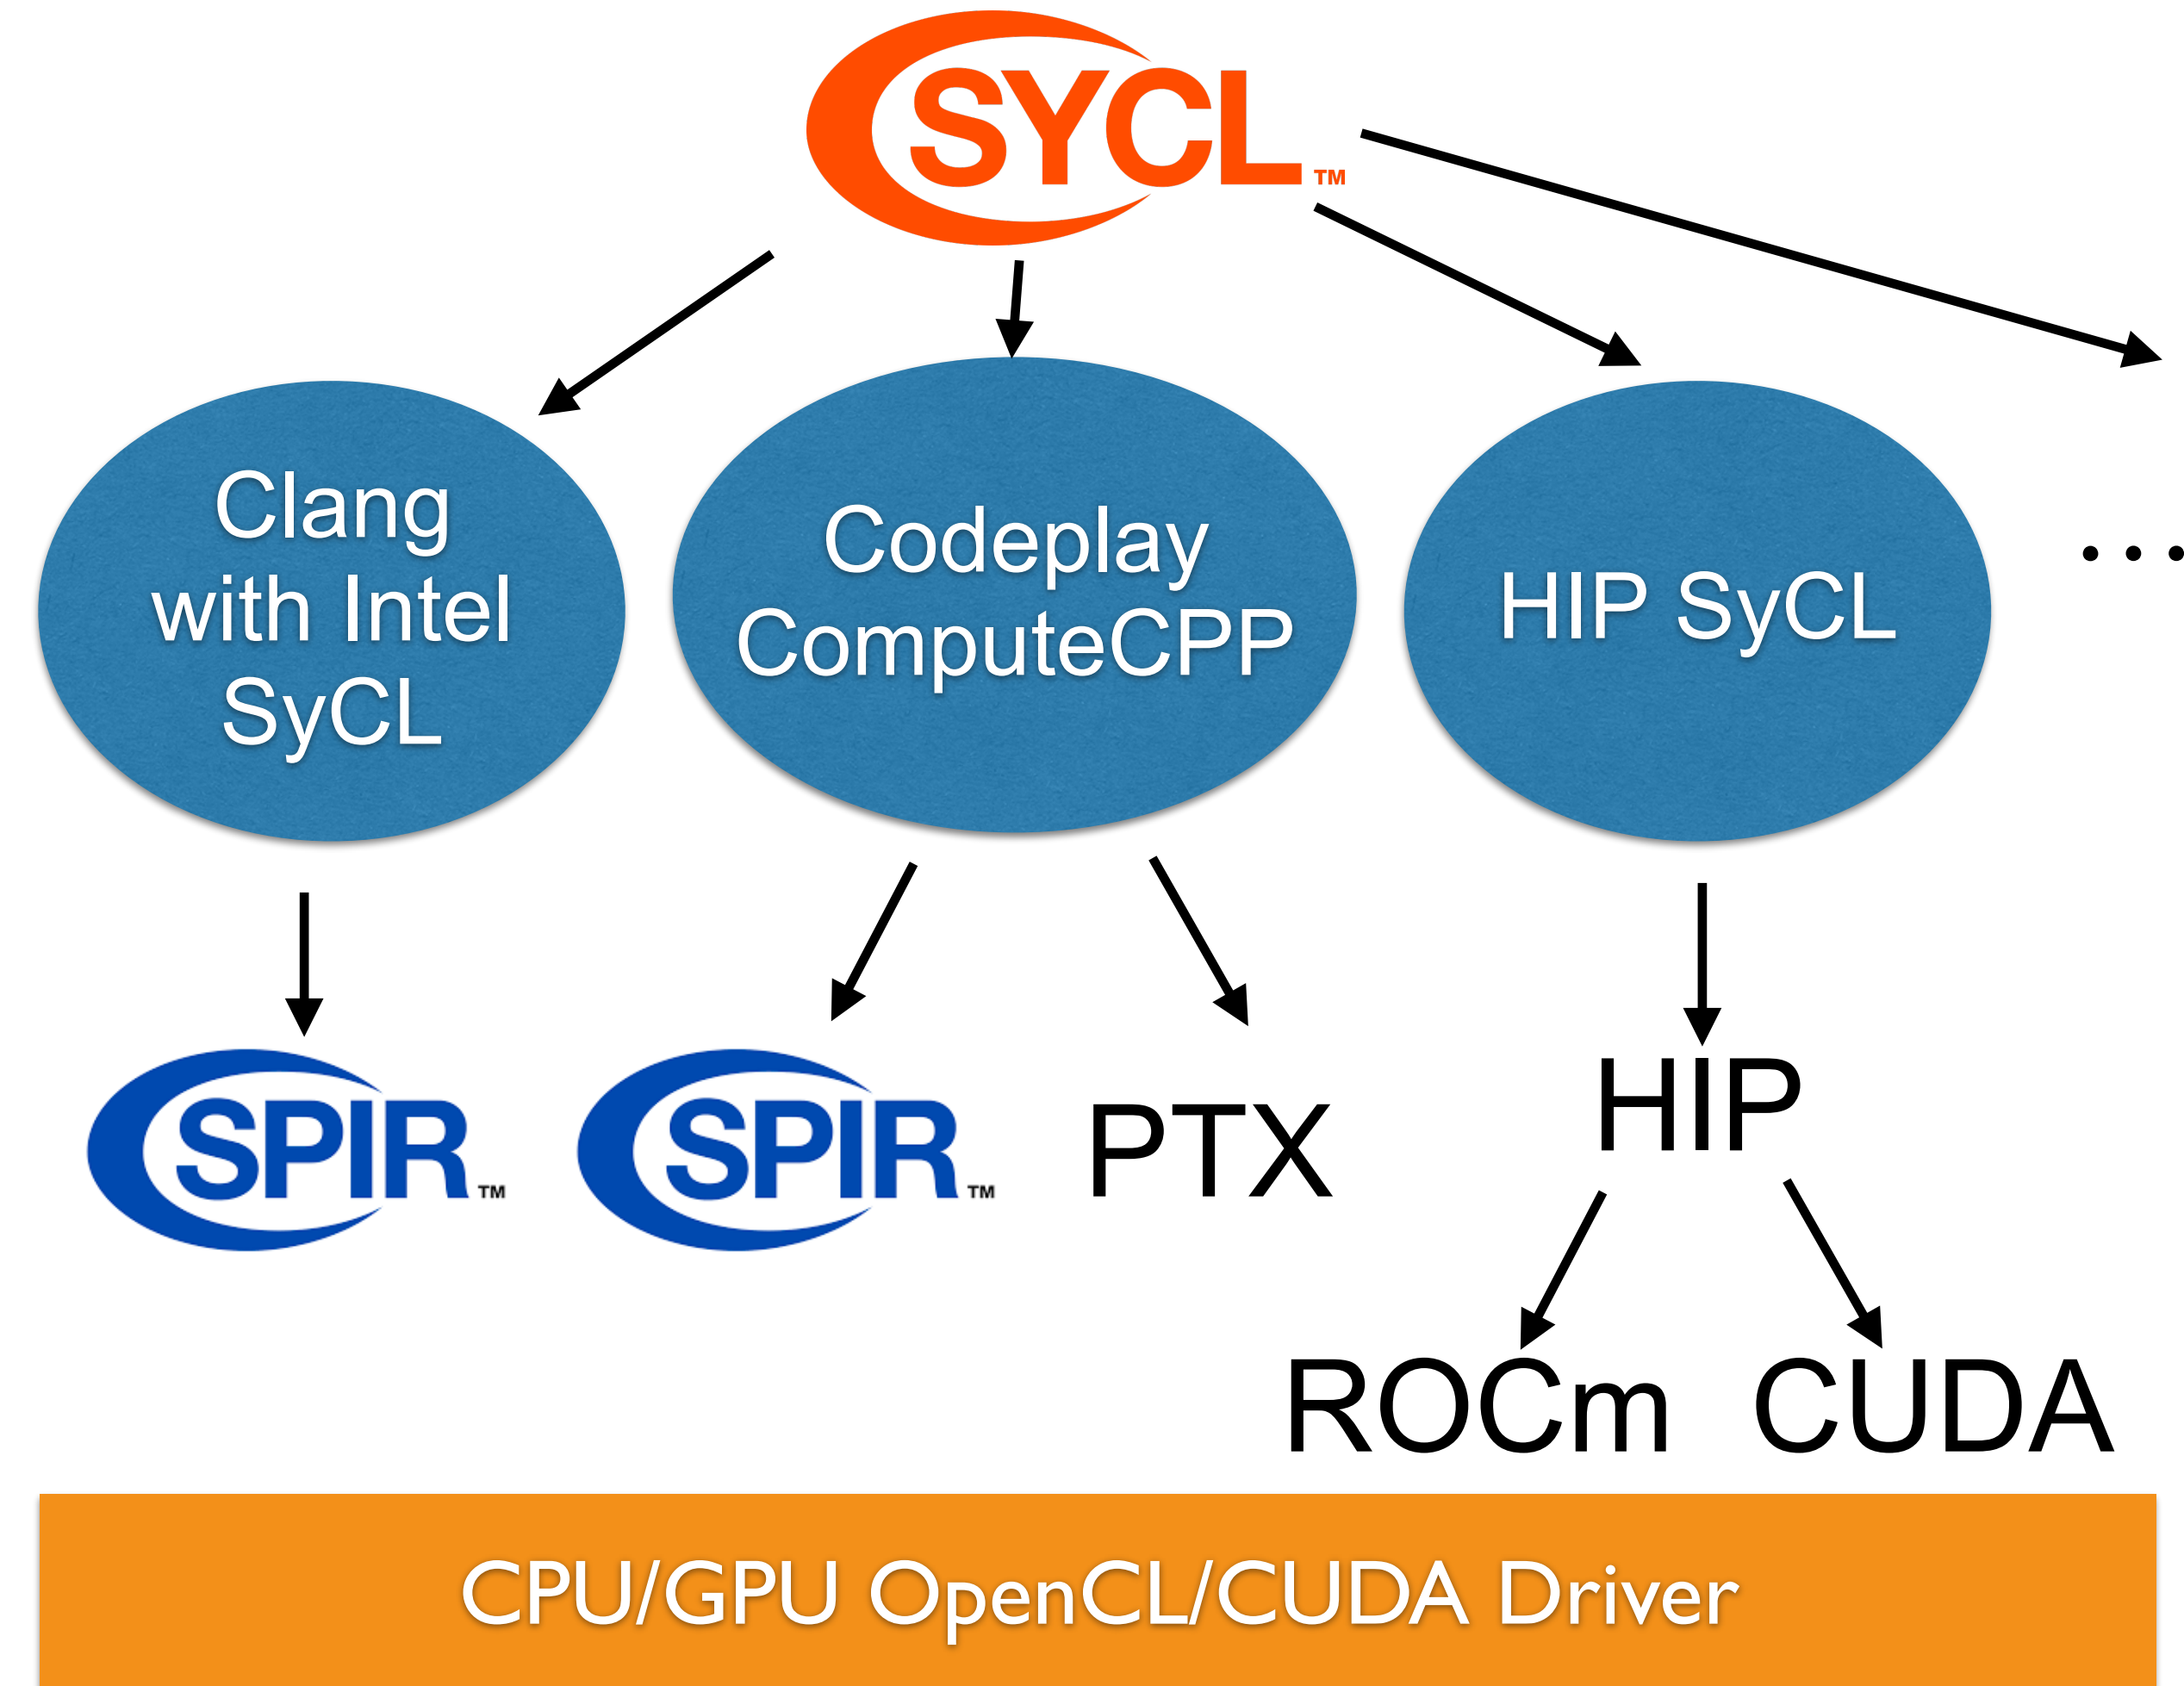 SYCL™
Clang
with Intel
SyCL
Codeplay
ComputeCPP
HIP SyCL
...
SPIR™
SPIR™
PTX
HIP
ROCm
CUDA
CPU/GPU OpenCL/CUDA Driver